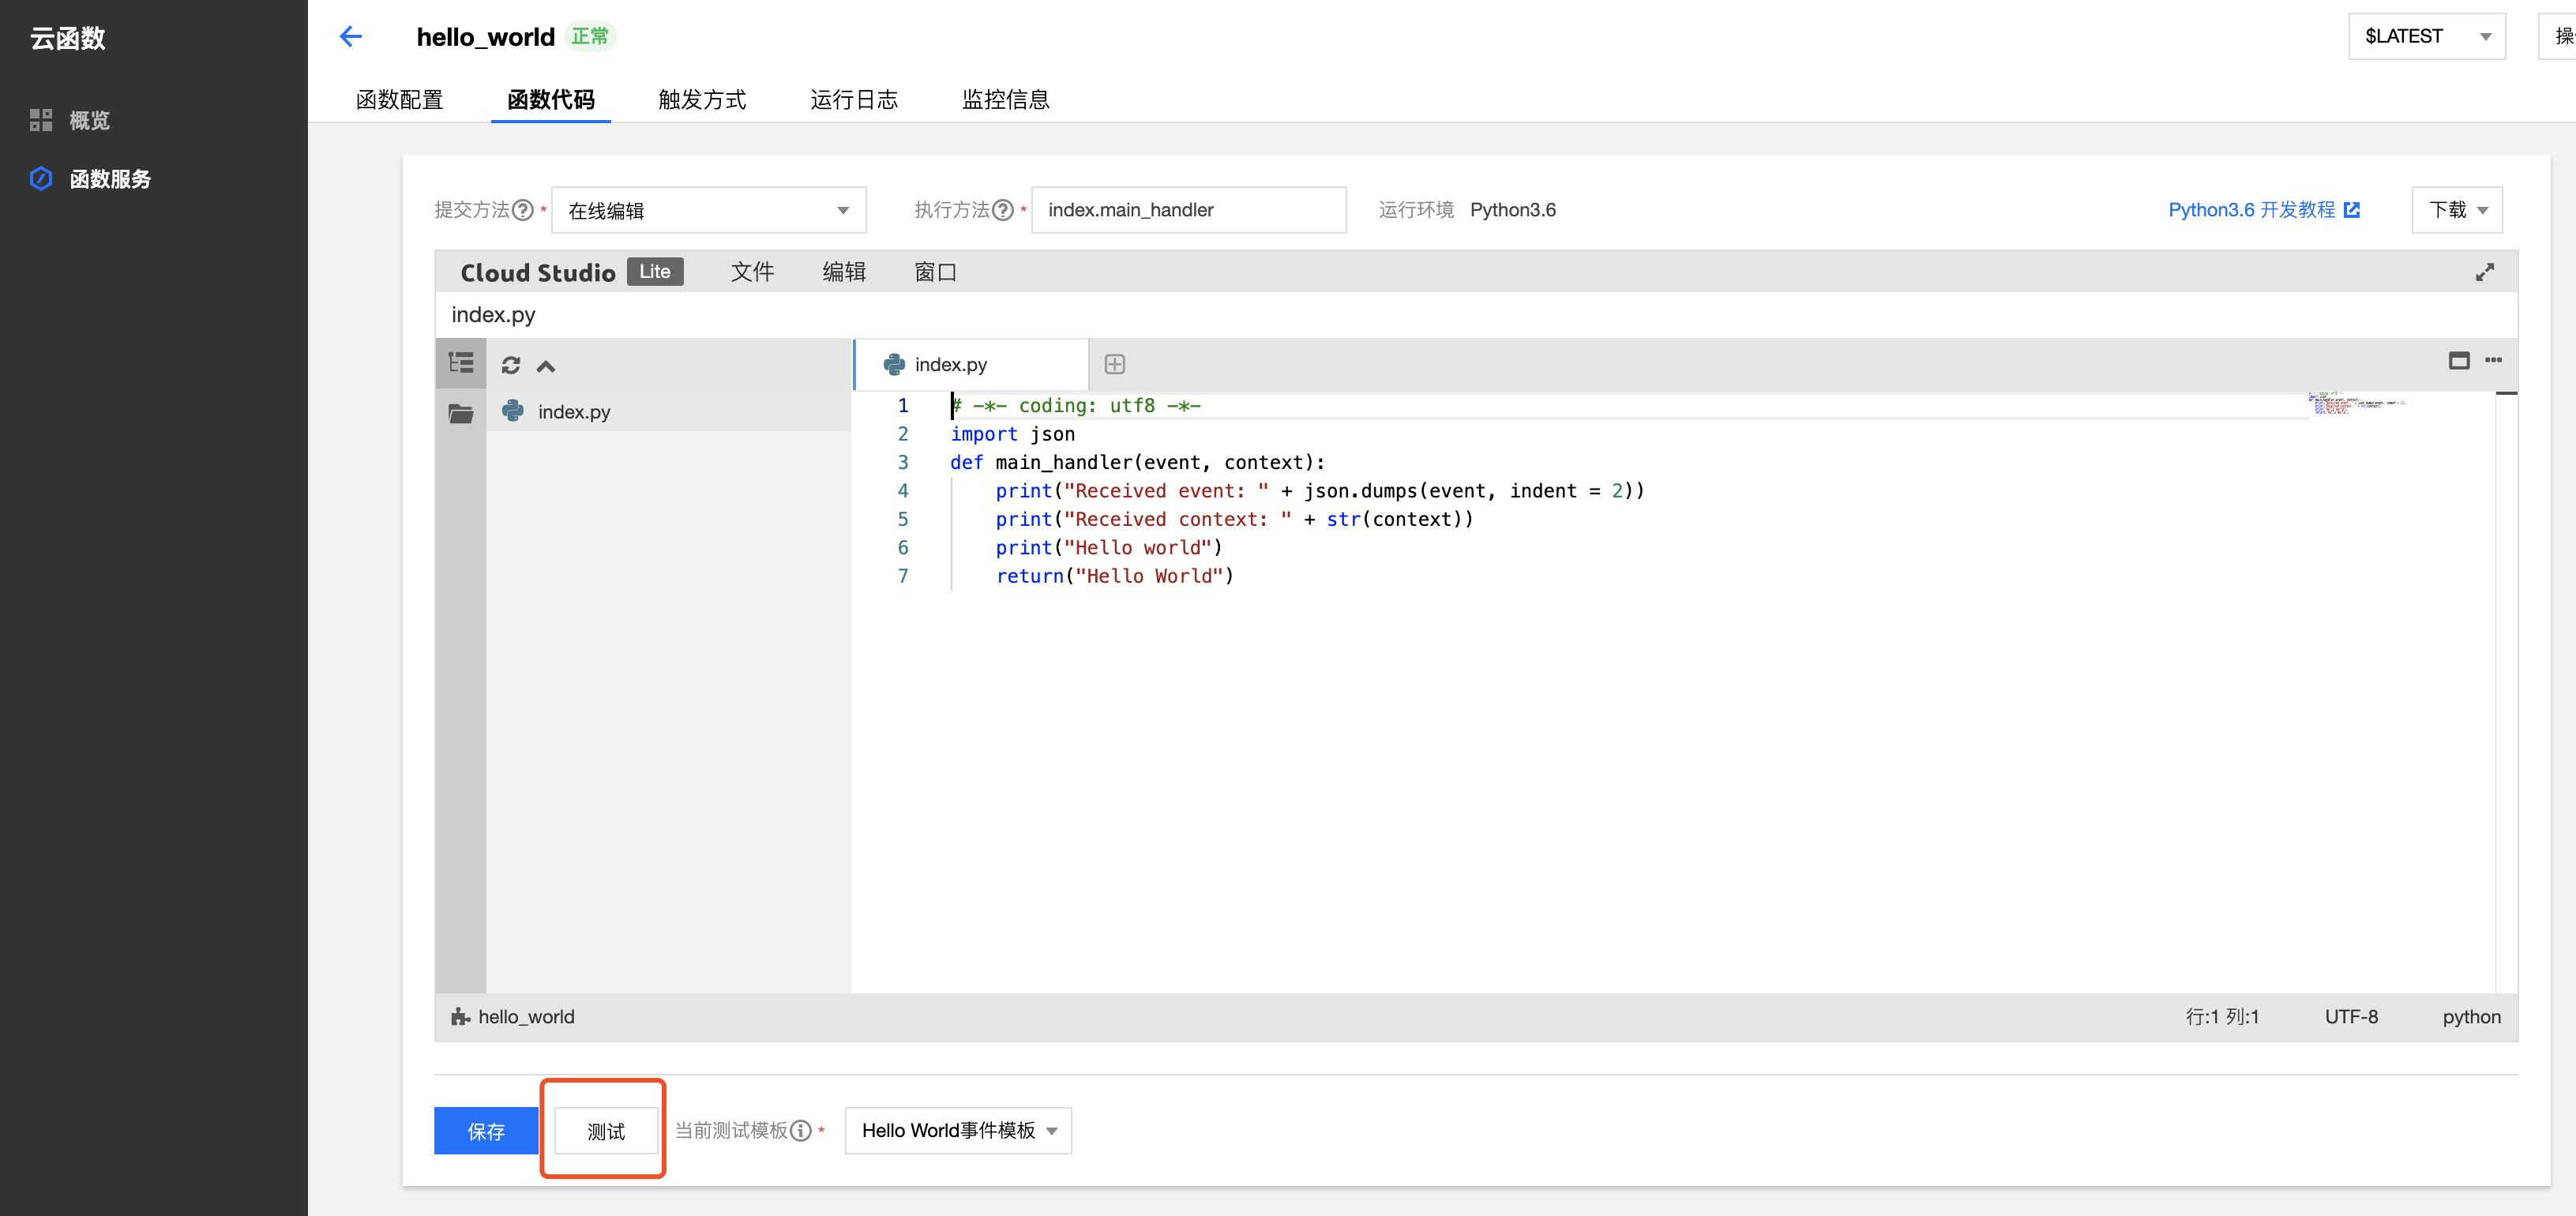 云函数
概览
函数服务
hello_world 正常
$LATEST
操
函数配置 函数代码 触发方式 运行日志 监控信息
提交方法 * 在线编辑 执行方法 * index.main_handler 运行环境 Python3.6 Python3.6 开发教程 下载
Cloud Studio Lite 文件 编辑 窗口
index.py
index.py
index.py
1 # -*- coding: utf8 -*-
2 import json
3 def main_handler(event, context):
4 print("Received event: " + json.dumps(event, indent = 2))
5 print("Received context: " + str(context))
6 print("Hello world")
7 return("Hello World")
hello_world 行:1 列:1 UTF-8 python
保存 测试 当前测试模板 * Hello World事件模板